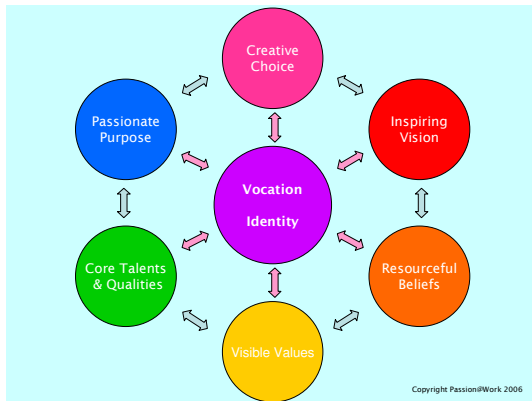 Creative
Choice
Passionate
Purpose
Inspiring
Vision
Vocation
Identity
Core Talents
& Qualities
Resourceful
Beliefs
Visible Values
Copyright Passion@Work 2006